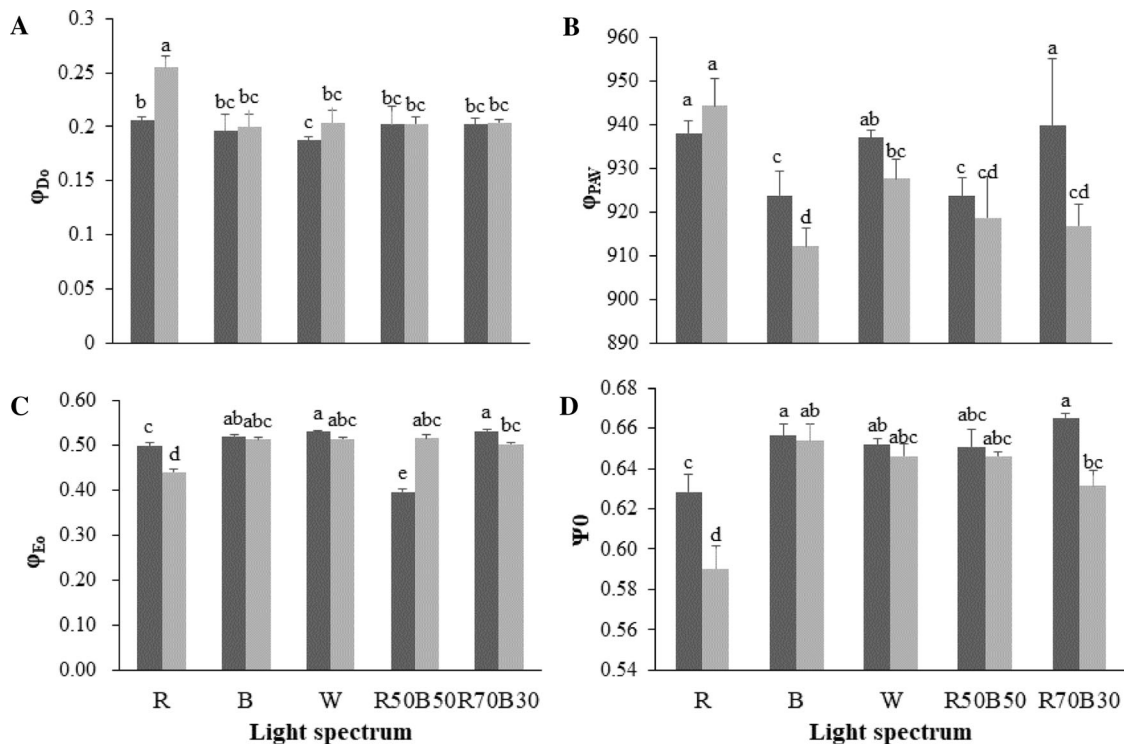 A
0.3
0.25
0.2
0.15
0.1
0.05
0
φDo
b a bc bc c bc bc bc bc bc
B
960
950
940
930
920
910
900
890
φPAV
a a c d ab bc c cd a cd
C
0.60
0.50
0.40
0.30
0.20
0.10
0.00
φEo
c d ab abc a abc e abc a bc
R B W R50B50 R70B30
Light spectrum
D
0.68
0.66
0.64
0.62
0.60
0.58
0.56
0.54
Ψ0
c d a ab ab abc ab abc a bc
R B W R50B50 R70B30
Light spectrum